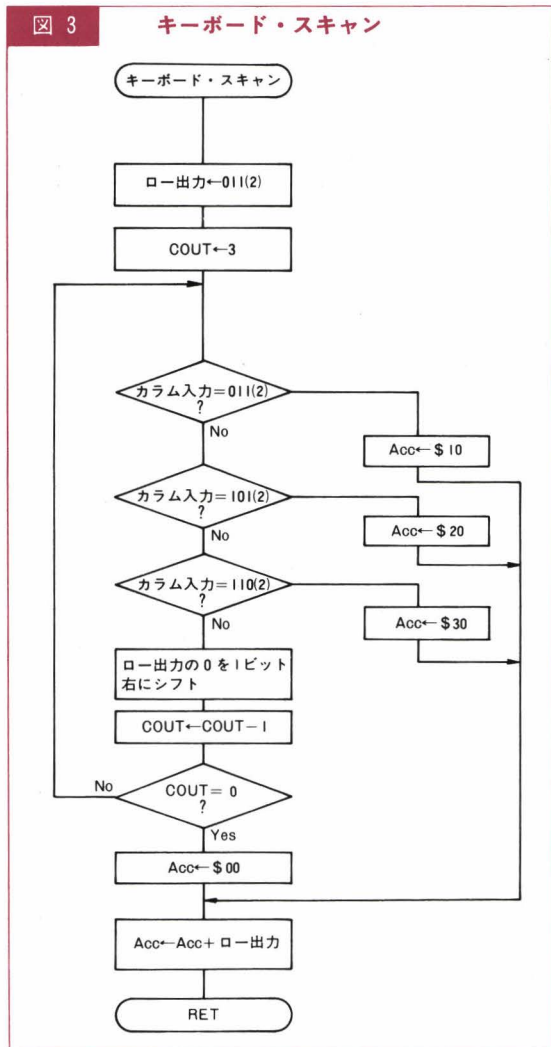 図 3
キーボード・スキャン
キーボード・スキャン
ロー出力←011(2)
COUT←3
カラム入力=011(2)
?
No
Acc←$10
カラム入力=101(2)
?
No
Acc←$20
カラム入力=110(2)
?
No
Acc←$30
ロー出力の0を1ビット
右にシフト
COUT←COUT-1
No
COUT=0
?
Yes
Acc←$00
Acc←Acc+ロー出力
RET